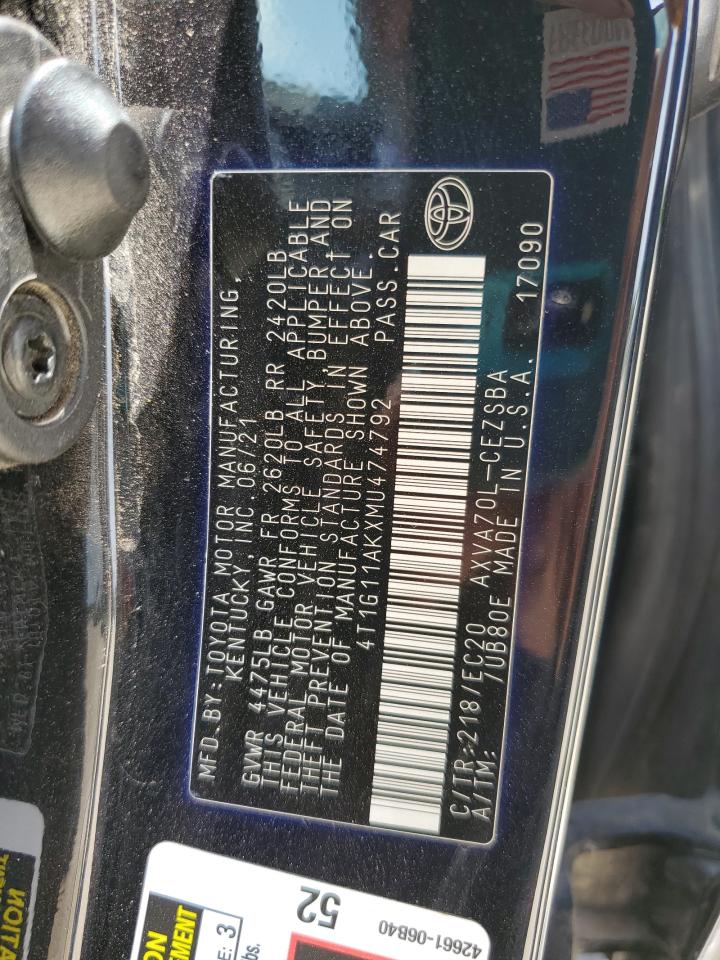 MFD.BY:TOYOTA MOTOR MANUFACTURING,
KENTUCKY, INC. 06/21
GVWR 4475LB GAWR FR 2620LB RR 2420LB
THIS VEHICLE CONFORMS TO ALL APPLICABLE
FEDERAL MOTOR VEHICLE SAFETY, BUMPER, AND
THEFT PREVENTION STANDARDS IN EFFECT ON
THE DATE OF MANUFACTURE SHOWN ABOVE.
4T1G11AKXMU474792 PASS.CAR
C/TR:218/EC20 AXVA70L-CEZSBA
A/TM: 7UB80E MADE IN U.S.A. 17090
52
42661-06B40
E: 3
bs.